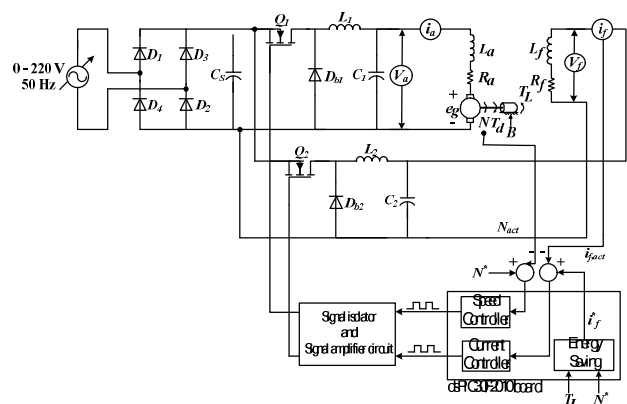 Q1
L1
ia
if
D1
D3
La
Lf
0 - 220 V
50 Hz
CS
Db1
C1
Va
Ra
Rf
Vf
D4
D2
+
eg
-
N
Td
B
TL
Q2
L2
Db2
C2
Nact
if,act
+
-
-
+
N*
Speed
Controller
i*f
Signal isolator
and
Signal amplifier circuit
Current
Controller
Energy
Saving
dsPIC30F2010 board
TL
N*